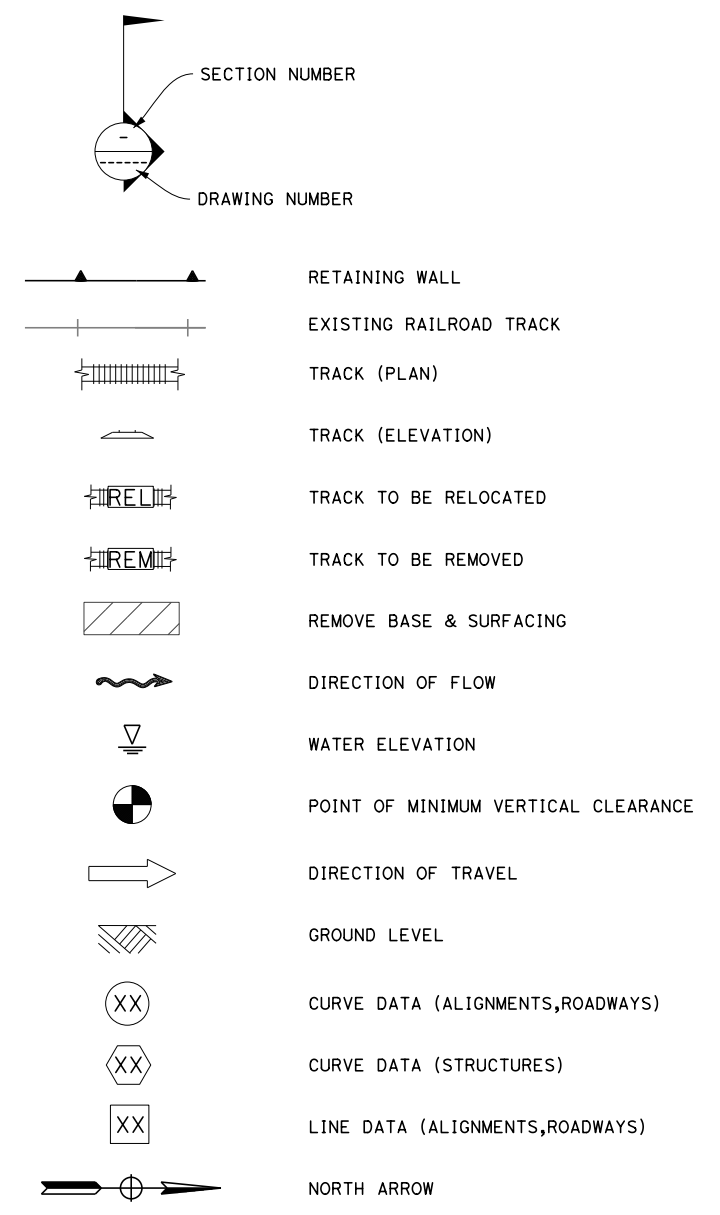 SECTION NUMBER
-
DRAWING NUMBER
RETAINING WALL
EXISTING RAILROAD TRACK
TRACK (PLAN)
TRACK (ELEVATION)
REL TRACK TO BE RELOCATED
REM TRACK TO BE REMOVED
REMOVE BASE & SURFACING
DIRECTION OF FLOW
WATER ELEVATION
POINT OF MINIMUM VERTICAL CLEARANCE
DIRECTION OF TRAVEL
GROUND LEVEL
XX CURVE DATA (ALIGNMENTS,ROADWAYS)
XX CURVE DATA (STRUCTURES)
XX LINE DATA (ALIGNMENTS,ROADWAYS)
NORTH ARROW